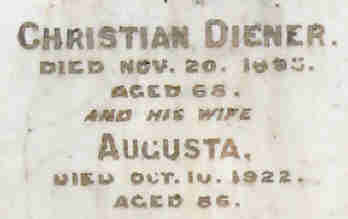 CHRISTIAN DIENER.
DIED NOV. 20.
AGED 68.
AND HIS WIFE
AUGUSTA.
DIED OCT. 10. 1922.
AGED 86.